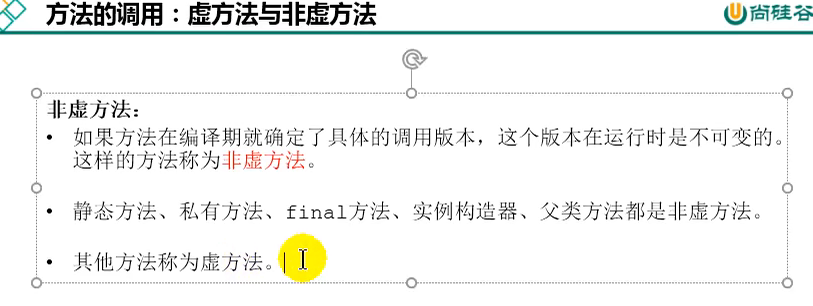 方法的调用：虚方法与非虚方法
尚硅谷
非虚方法：
• 如果方法在编译期就确定了具体的调用版本，这个版本在运行时是不可变的。
这样的方法称为非虚方法。
• 静态方法、私有方法、final方法、实例构造器、父类方法都是非虚方法。
• 其他方法称为虚方法。